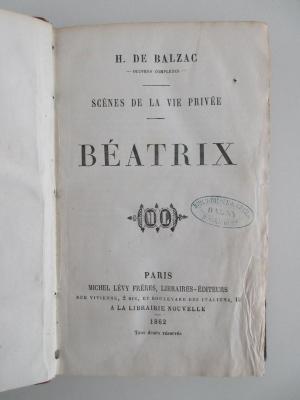 H. DE BALZAC
— ŒUVRES COMPLÈTES —
SCÈNES DE LA VIE PRIVÉE
BÉATRIX
PARIS
MICHEL LÉVY FRÈRES, LIBRAIRES-ÉDITEURS
RUE VIVIENNE, 2 BIS, ET BOULEVARD DES ITALIENS, 15
A LA LIBRAIRIE NOUVELLE
1862
Tous droits réservés